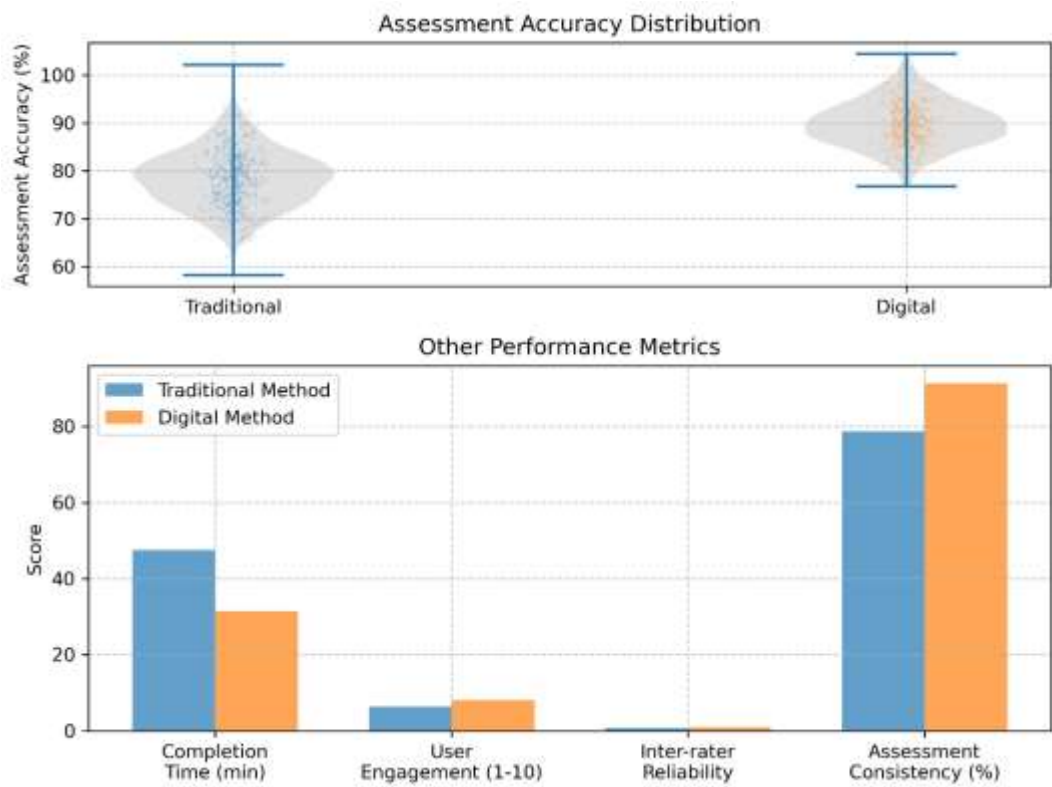 Assessment Accuracy Distribution
Assessment Accuracy (%)
100
90
80
70
60
Traditional
Digital
Other Performance Metrics
Traditional Method
Digital Method
Score
80
60
40
20
0
Completion
Time (min)
User
Engagement (1-10)
Inter-rater
Reliability
Assessment
Consistency (%)